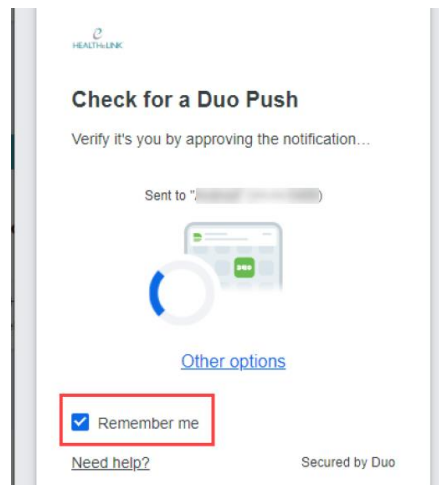 HEALTHeLINK
Check for a Duo Push
Verify it's you by approving the notification...
Sent to "
)
Other options
Remember me
Need help?
Secured by Duo